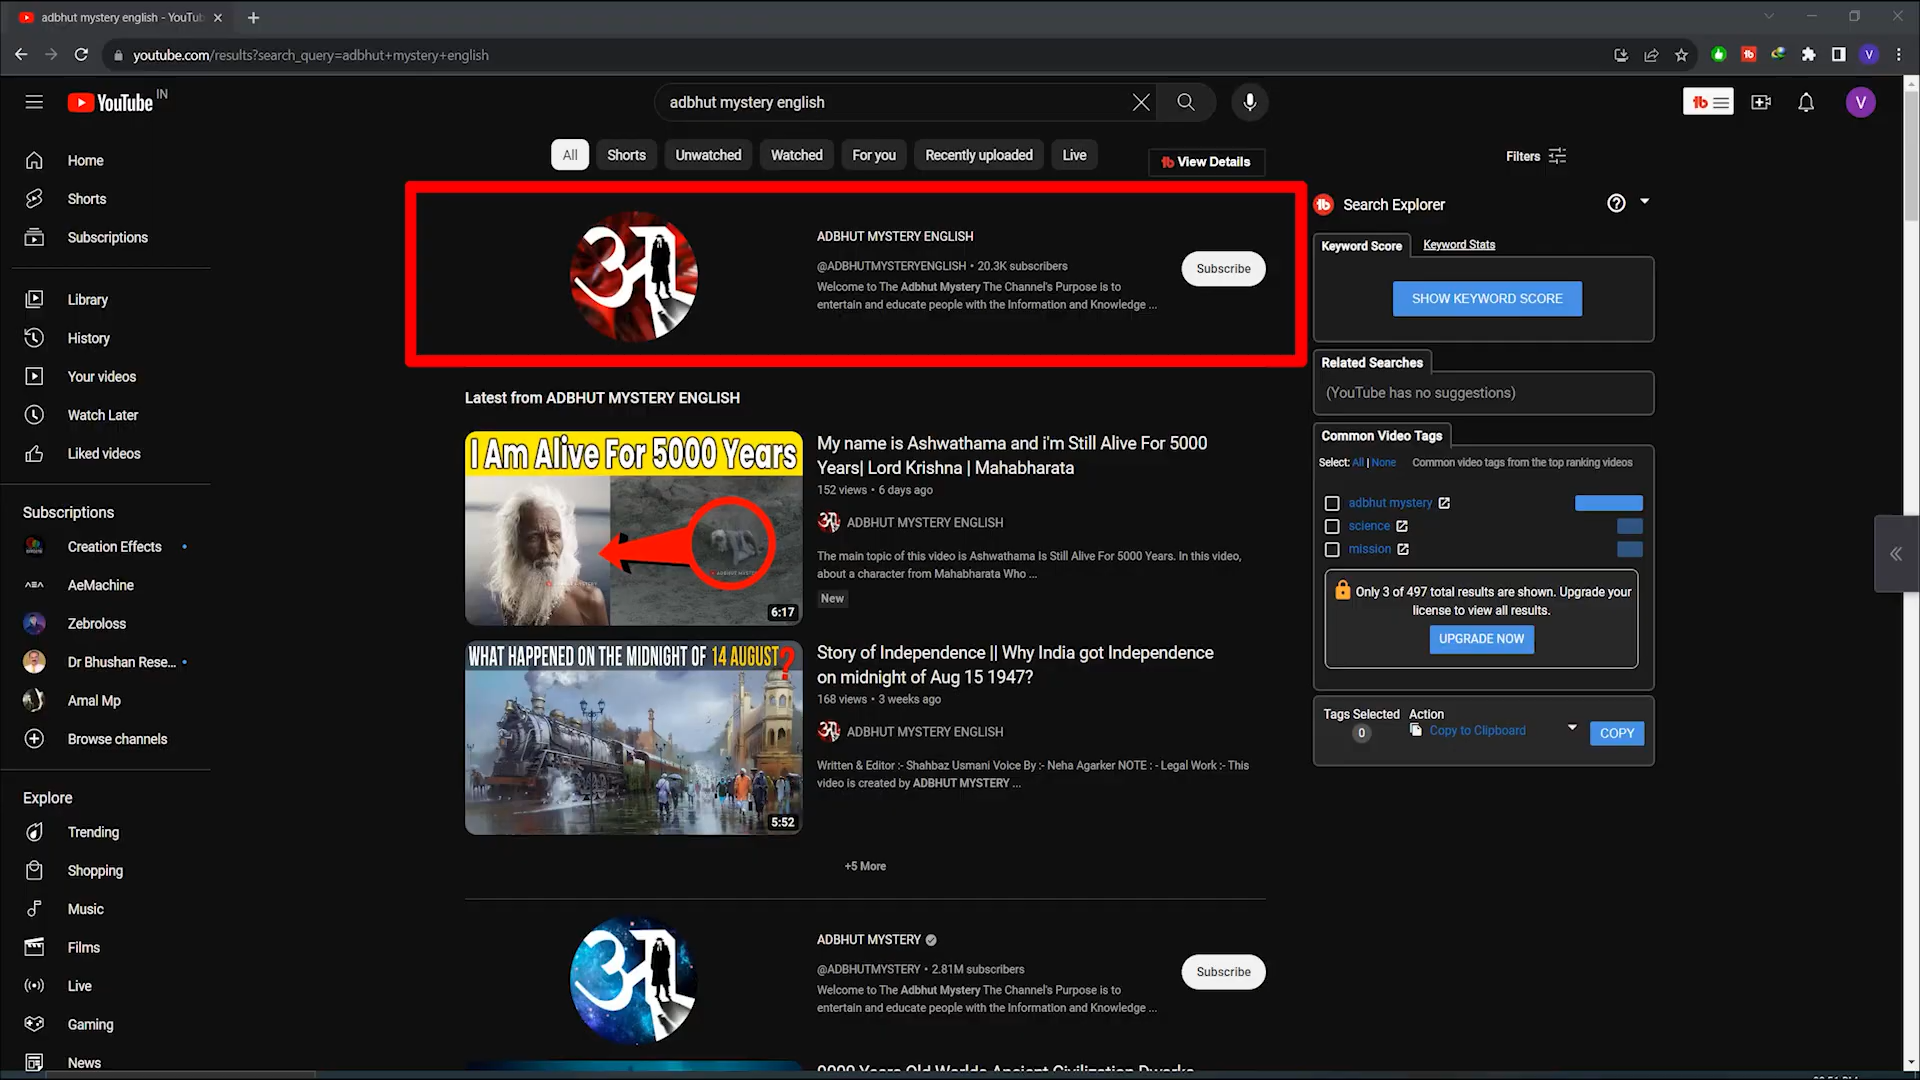 adbhut mystery english - YouTub
youtube.com/results?search_query=adbhut+mystery+english
YouTube IN
adbhut mystery english
V
V
All
Shorts
Unwatched
Watched
For you
Recently uploaded
Live
View Details
Filters
Home
Shorts
Subscriptions
Library
History
Your videos
Watch Later
Liked videos
Subscriptions
Creation Effects
AeMachine
Zebroloss
Dr Bhushan Rese...
Amal Mp
Browse channels
Explore
Trending
Shopping
Music
Films
Live
Gaming
News
ADBHUT MYSTERY ENGLISH
@ADBHUTMYSTERYENGLISH • 20.3K subscribers
Welcome to The Adbhut Mystery The Channel's Purpose is to
entertain and educate people with the Information and Knowledge ...
Subscribe
Latest from ADBHUT MYSTERY ENGLISH
I Am Alive For 5000 Years
6:17
My name is Ashwathama and i'm Still Alive For 5000
Years| Lord Krishna | Mahabharata
152 views • 6 days ago
ADBHUT MYSTERY ENGLISH
The main topic of this video is Ashwathama Is Still Alive For 5000 Years. In this video,
about a character from Mahabharata Who ...
New
WHAT HAPPENED ON THE MIDNIGHT OF 14 AUGUST?
5:52
Story of Independence || Why India got Independence
on midnight of Aug 15 1947?
168 views • 3 weeks ago
ADBHUT MYSTERY ENGLISH
Written & Editor :- Shahbaz Usmani Voice By :- Neha Agarker NOTE : - Legal Work :- This
video is created by ADBHUT MYSTERY ...
+5 More
ADBHUT MYSTERY
@ADBHUTMYSTERY • 2.81M subscribers
Welcome to The Adbhut Mystery The Channel's Purpose is to
entertain and educate people with the Information and Knowledge ...
Subscribe
Search Explorer
Keyword Score
Keyword Stats
SHOW KEYWORD SCORE
Related Searches
(YouTube has no suggestions)
Common Video Tags
Select: All | None Common video tags from the top ranking videos
adbhut mystery
science
mission
Only 3 of 497 total results are shown. Upgrade your
license to view all results.
UPGRADE NOW
Tags Selected Action
0 Copy to Clipboard
COPY